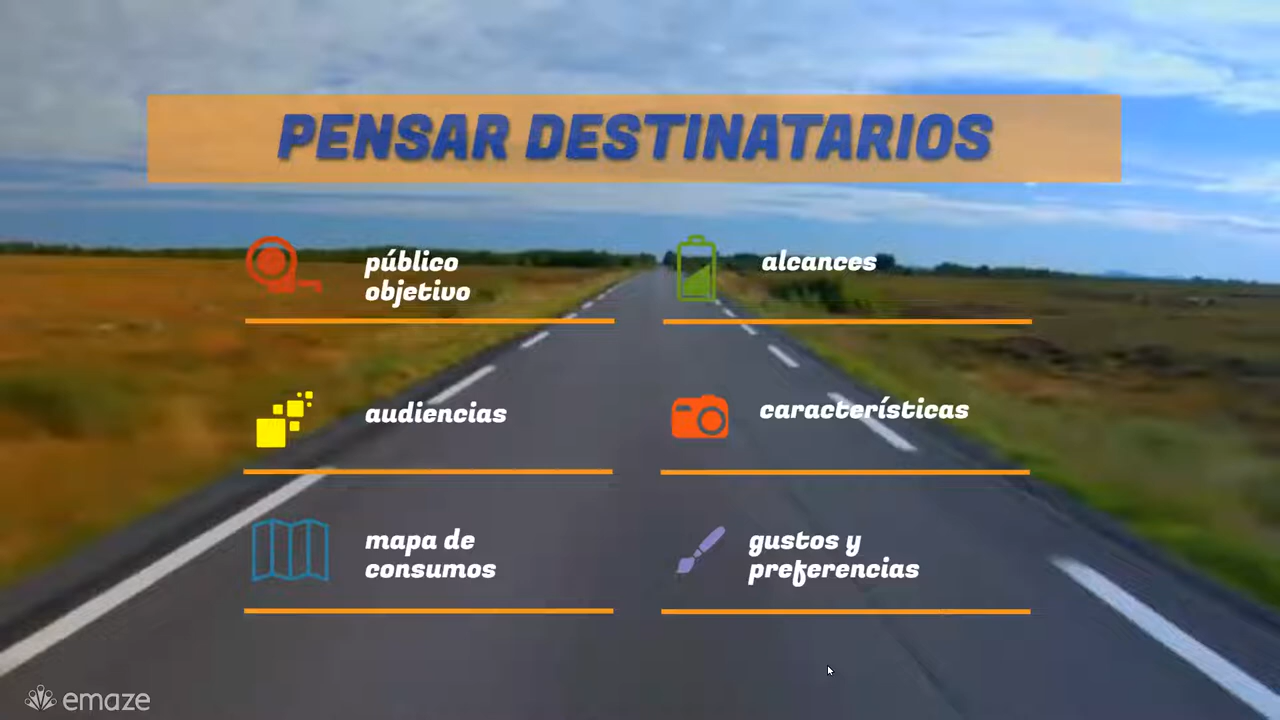 PENSAR DESTINATARIOS
público
objetivo
alcances
audiencias
características
mapa de
consumos
gustos y
preferencias
emaze